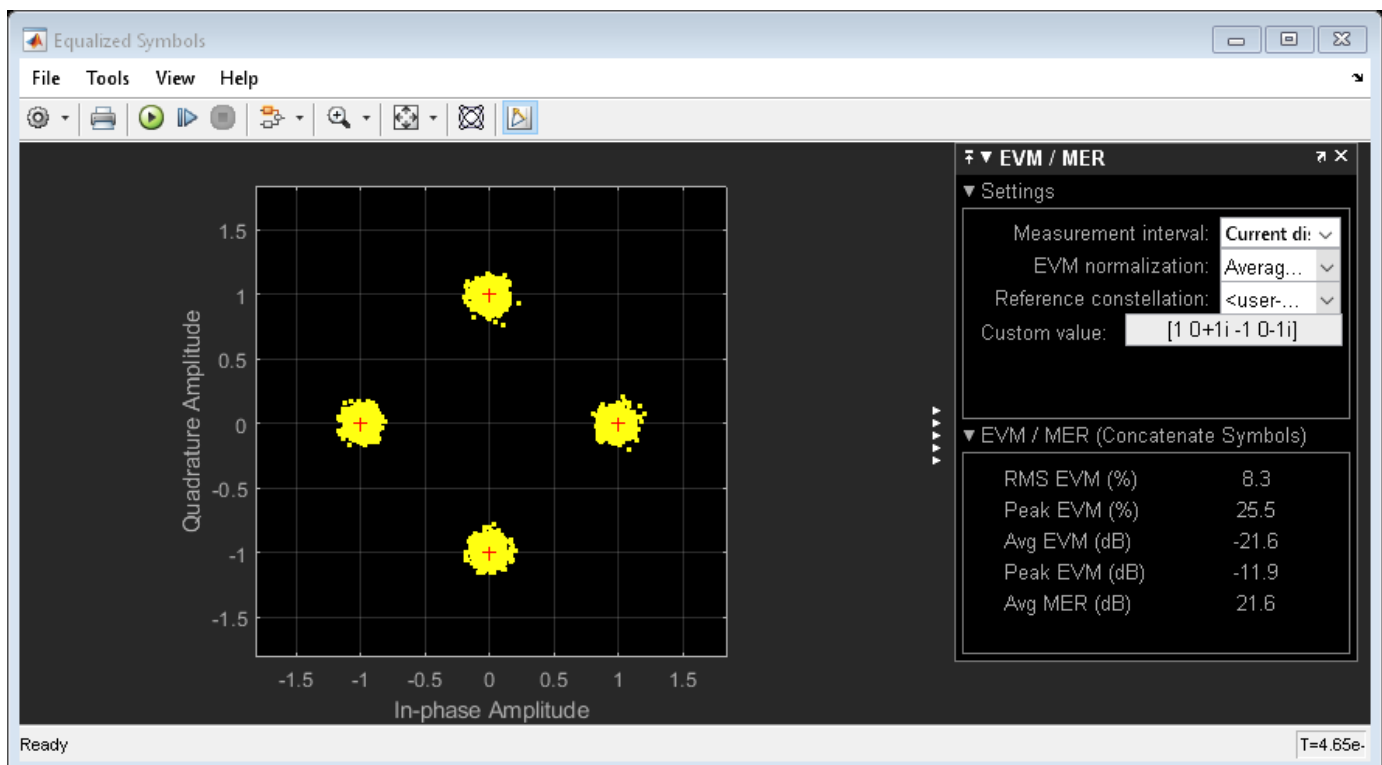 Equalized Symbols
File Tools View Help
EVM / MER
Settings
Measurement interval: Current di
EVM normalization: Averag...
Reference constellation: <user-...
Custom value: [1 0+1i -1 0-1i]
EVM / MER (Concatenate Symbols)
RMS EVM (%) 8.3
Peak EVM (%) 25.5
Avg EVM (dB) -21.6
Peak EVM (dB) -11.9
Avg MER (dB) 21.6
Quadrature Amplitude
1.5
1
0.5
0
-0.5
-1
-1.5
-1.5 -1 -0.5 0 0.5 1 1.5
In-phase Amplitude
Ready
T=4.65e-